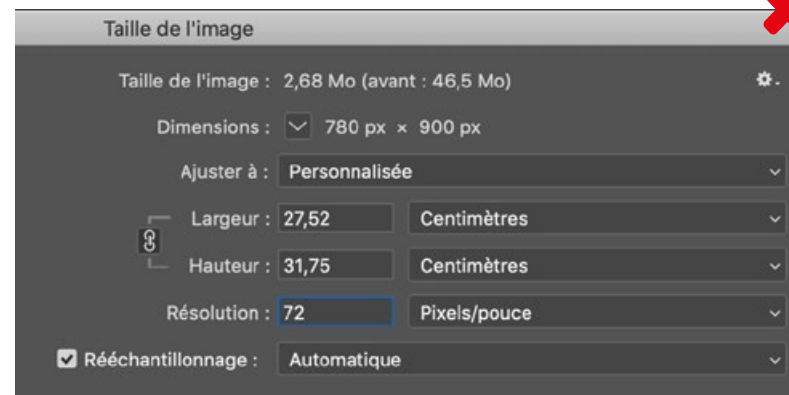 Taille de l'image
Taille de l'image : 2,68 Mo (avant : 46,5 Mo)
Dimensions : 780 px × 900 px
Ajuster à : Personnalisée
Largeur : 27,52 Centimètres
Hauteur : 31,75 Centimètres
Résolution : 72 Pixels/pouce
Rééchantillonnage : Automatique